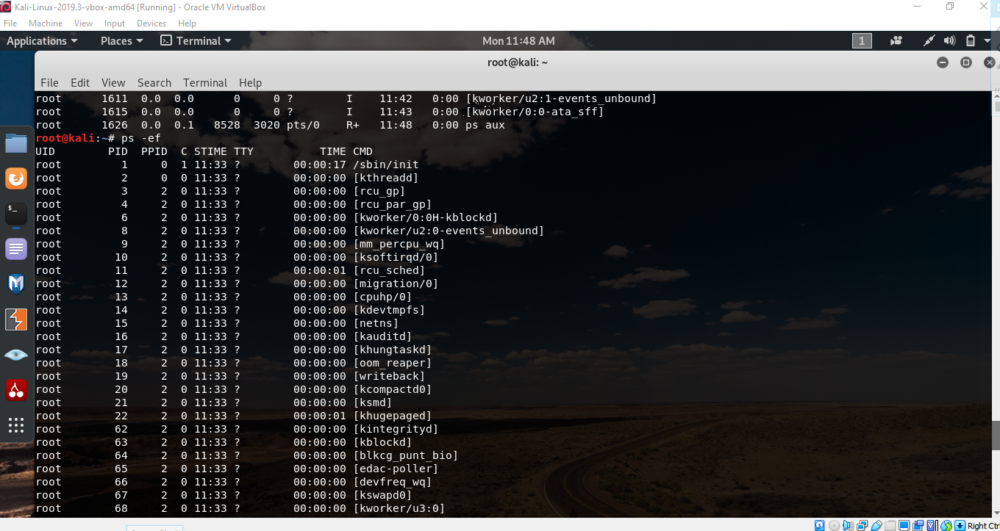 Kali-Linux-2019.3-vbox-amd64 [Running] - Oracle VM VirtualBox
File Machine View Input Devices Help
Applications Places Terminal Mon 11:48 AM 1
root@kali: ~
File Edit View Search Terminal Help
root 1611 0.0 0.0 0 0 ? I 11:42 0:00 [kworker/u2:1-events_unbound]
root 1615 0.0 0.0 0 0 ? I 11:43 0:00 [kworker/0:0-ata_sff]
root 1626 0.0 0.1 8528 3020 pts/0 R+ 11:48 0:00 ps aux
root@kali:~# ps -ef
UID PID PPID C STIME TTY TIME CMD
root 1 0 1 11:33 ? 00:00:17 /sbin/init
root 2 0 0 11:33 ? 00:00:00 [kthreadd]
root 3 2 0 11:33 ? 00:00:00 [rcu_gp]
root 4 2 0 11:33 ? 00:00:00 [rcu_par_gp]
root 6 2 0 11:33 ? 00:00:00 [kworker/0:0H-kblockd]
root 8 2 0 11:33 ? 00:00:00 [kworker/u2:0-events_unbound]
root 9 2 0 11:33 ? 00:00:00 [mm_percpu_wq]
root 10 2 0 11:33 ? 00:00:00 [ksoftirqd/0]
root 11 2 0 11:33 ? 00:00:01 [rcu_sched]
root 12 2 0 11:33 ? 00:00:00 [migration/0]
root 13 2 0 11:33 ? 00:00:00 [cpuhp/0]
root 14 2 0 11:33 ? 00:00:00 [kdevtmpfs]
root 15 2 0 11:33 ? 00:00:00 [netns]
root 16 2 0 11:33 ? 00:00:00 [kauditd]
root 17 2 0 11:33 ? 00:00:00 [khungtaskd]
root 18 2 0 11:33 ? 00:00:00 [oom_reaper]
root 19 2 0 11:33 ? 00:00:00 [writeback]
root 20 2 0 11:33 ? 00:00:00 [kcompactd0]
root 21 2 0 11:33 ? 00:00:00 [ksmd]
root 22 2 0 11:33 ? 00:00:01 [khugepaged]
root 62 2 0 11:33 ? 00:00:00 [kintegrityd]
root 63 2 0 11:33 ? 00:00:00 [kblockd]
root 64 2 0 11:33 ? 00:00:00 [blkcg_punt_bio]
root 65 2 0 11:33 ? 00:00:00 [edac-poller]
root 66 2 0 11:33 ? 00:00:00 [devfreq_wq]
root 67 2 0 11:33 ? 00:00:00 [kswapd0]
root 68 2 0 11:33 ? 00:00:00 [kworker/u3:0]
Right Ctr